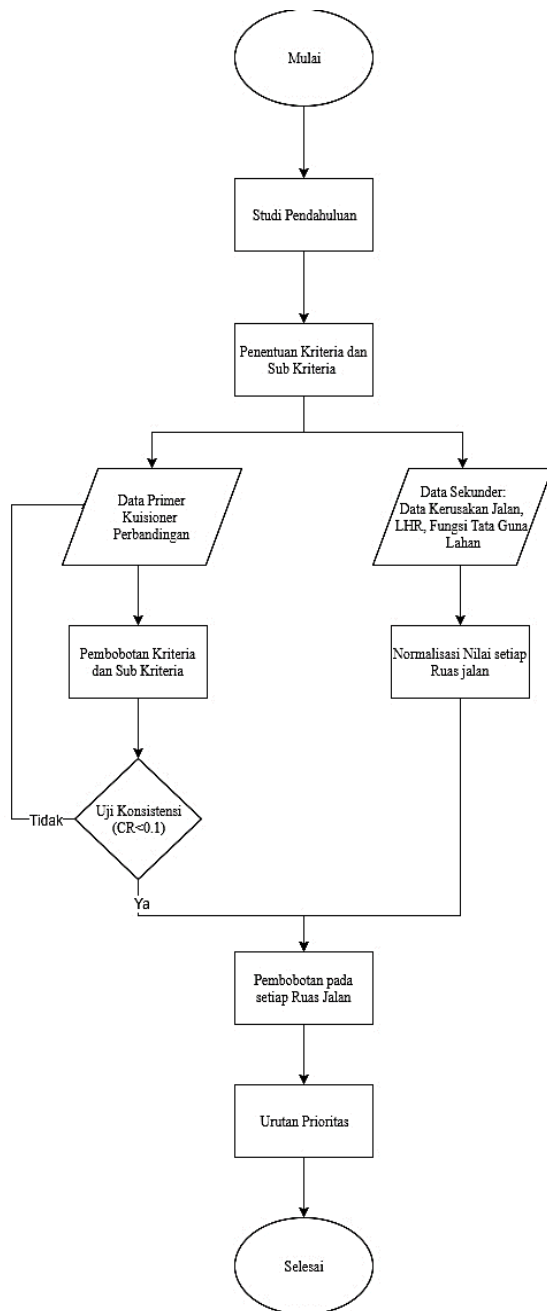 Mulai
Studi Pendahuluan
Penentuan Kriteria dan
Sub Kriteria
Data Primer
Kuisioner
Perbandingan
Data Sekunder:
Data Kerusakan Jalan,
LHR, Fungsi Tata Guna
Lahan
Pembobotan Kriteria
dan Sub Kriteria
Normalisasi Nilai setiap
Ruas jalan
Uji Konsistensi
(CR<0.1)
Tidak
Ya
Pembobotan pada
setiap Ruas Jalan
Urutan Prioritas
Selesai